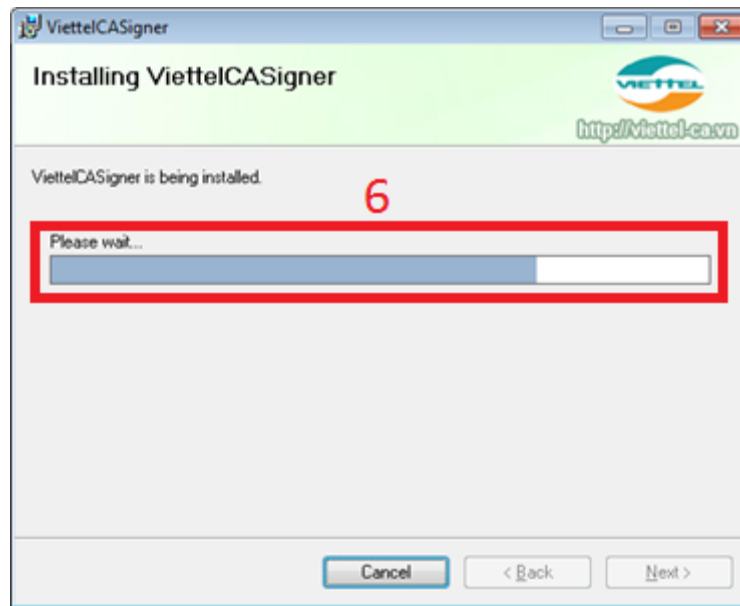 ViettelCASigner
Installing ViettelCASigner
VIETTEL
http://viettel-ca.vn
ViettelCASigner is being installed.
6
Please wait...
Cancel
< Back
Next >